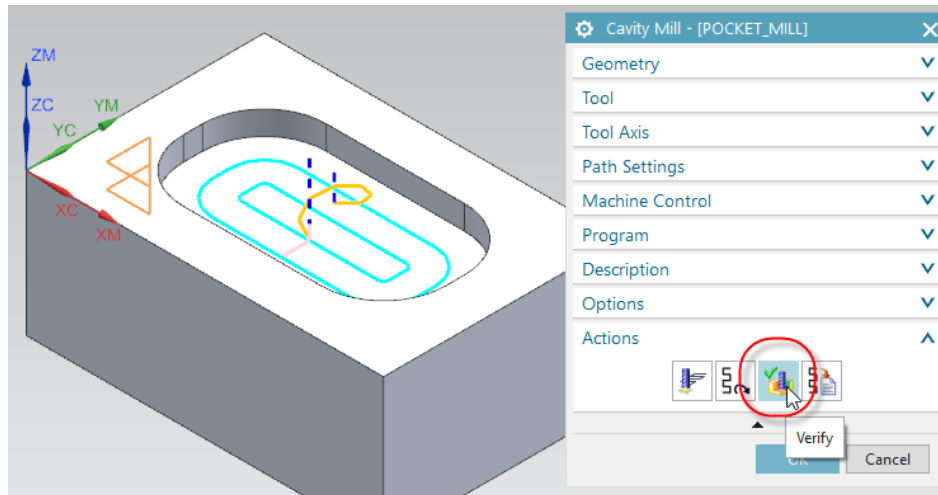 ZM
ZC
YM
YC
XC
XM
Cavity Mill - [POCKET_MILL]
Geometry
Tool
Tool Axis
Path Settings
Machine Control
Program
Description
Options
Actions
Verify
OK
Cancel